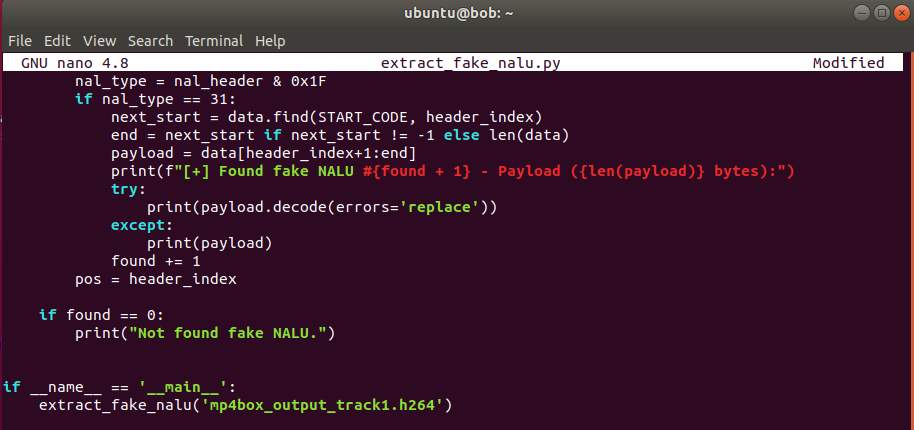 ubuntu@bob: ~
File Edit View Search Terminal Help
GNU nano 4.8 extract_fake_nalu.py Modified
        nal_type = nal_header & 0x1F
        if nal_type == 31:
            next_start = data.find(START_CODE, header_index)
            end = next_start if next_start != -1 else len(data)
            payload = data[header_index+1:end]
            print(f"[+] Found fake NALU #{found + 1} - Payload ({len(payload)} bytes):")
            try:
                print(payload.decode(errors='replace'))
            except:
                print(payload)
            found += 1
        pos = header_index
    if found == 0:
        print("Not found fake NALU.")
if __name__ == '__main__':
    extract_fake_nalu('mp4box_output_track1.h264')